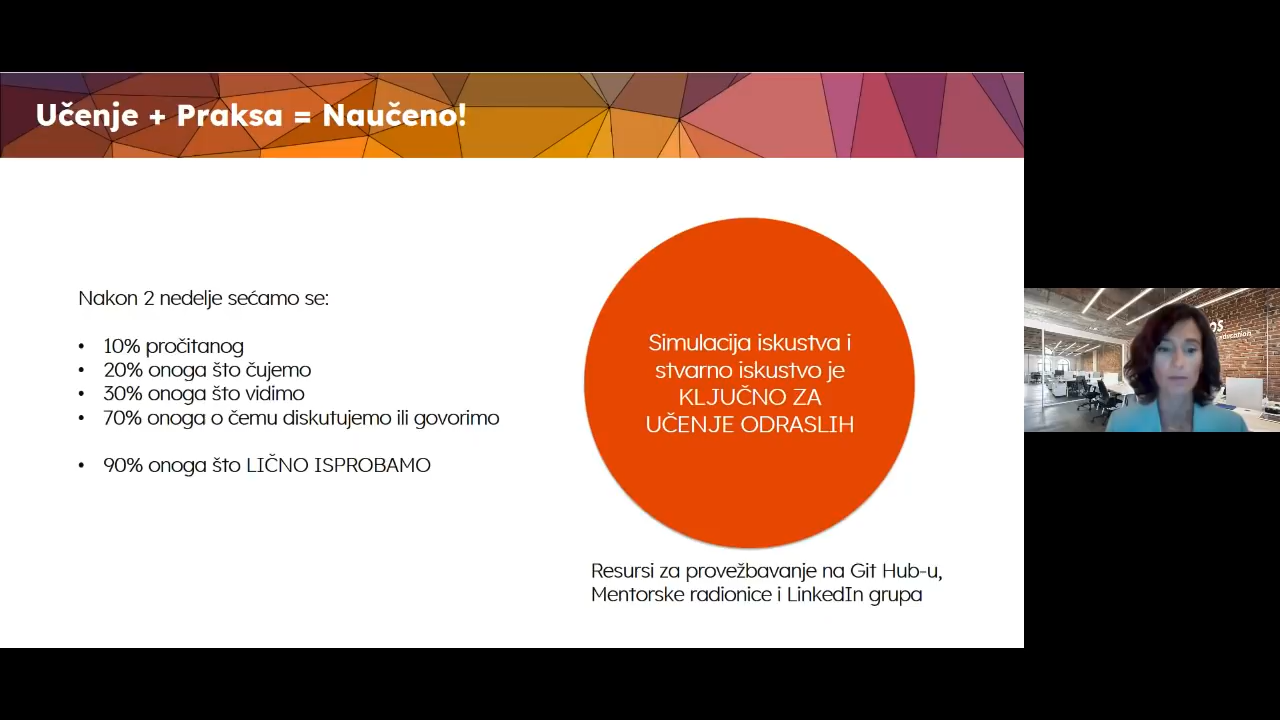 Učenje + Praksa = Naučeno!
Nakon 2 nedelje sećamo se:
• 10% pročitanog
• 20% onoga što čujemo
• 30% onoga što vidimo
• 70% onoga o čemu diskutujemo ili govorimo
• 90% onoga što LIČNO ISPROBAMO
Simulacija iskustva i
stvarno iskustvo je
KLJUČNO ZA
UČENJE ODRASLIH
Resursi za provežbavanje na Git Hub-u,
Mentorske radionice i LinkedIn grupa